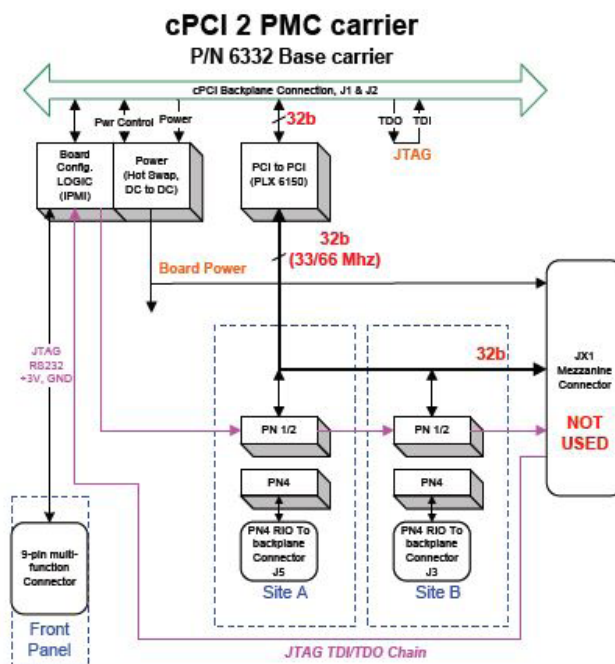 cPCI 2 PMC carrier
P/N 6332 Base carrier
cPCI Backplane Connection, J1 & J2
Pwr Control
Power
32b
TDO
TDI
JTAG
Board
Config.
LOGIC
(IPMI)
Power
(Hot Swap,
DC to DC)
PCI to PCI
(PLX 6150)
32b
(33/66 Mhz)
Board Power
JTAG
RS232
+3V, GND
32b
JX1
Mezzanine
Connector
NOT
USED
PN 1/2
PN 1/2
PN4
PN4
PN4 RIO To
backplane
Connector
J5
PN4 RIO To
backplane
Connector
J3
Site A
Site B
9-pin multi-
function
Connector
Front
Panel
JTAG TDI/TDO Chain